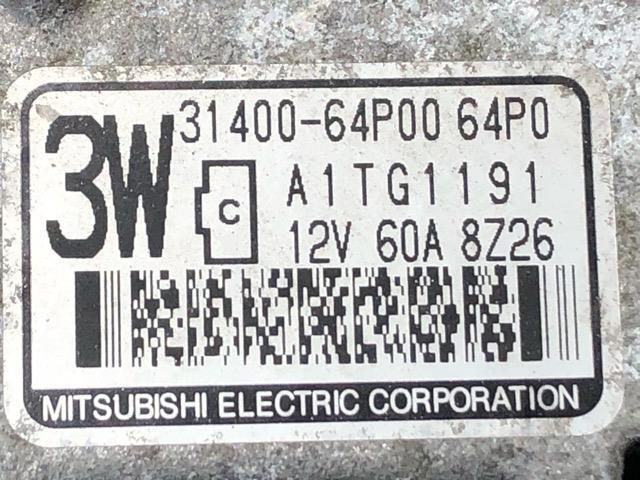 3W
31400-64P00 64P0
C
A1TG1191
12V 60A 8Z26
MITSUBISHI ELECTRIC CORPORATION